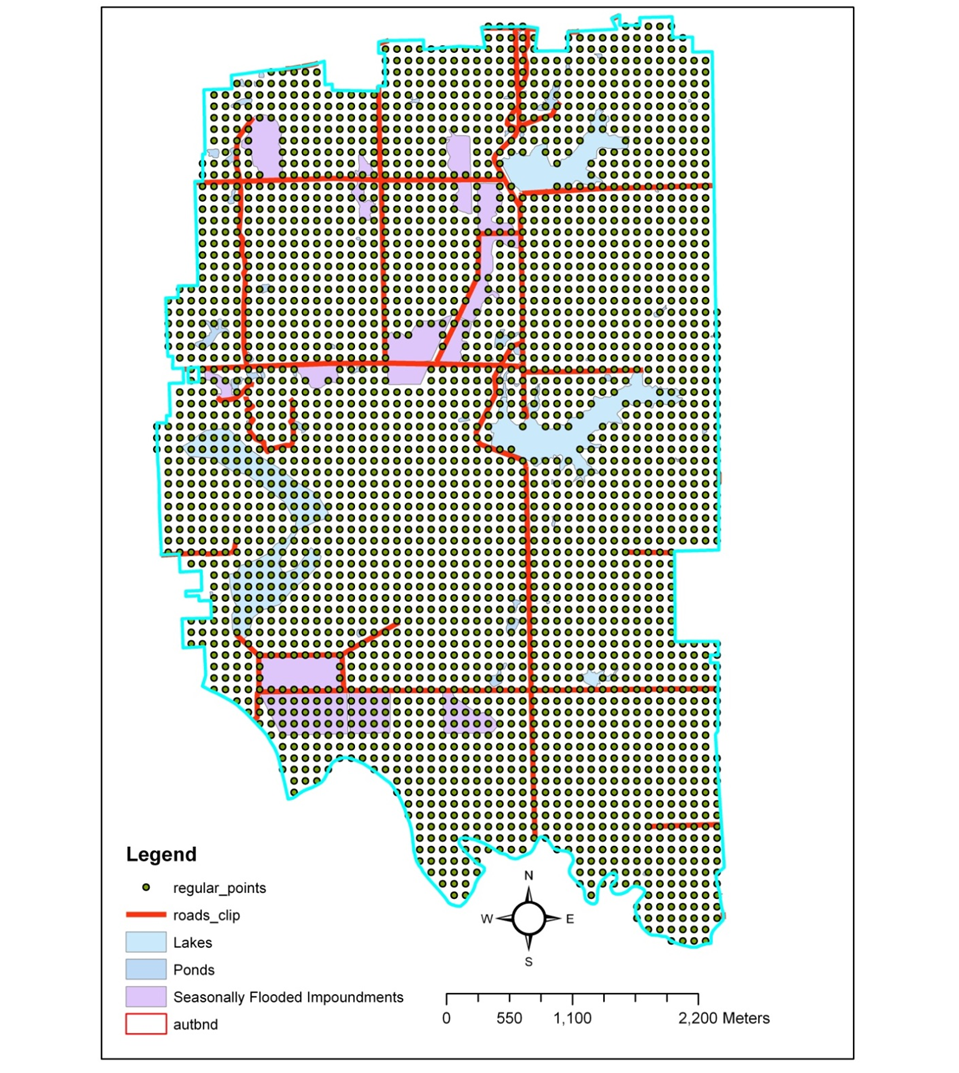 Legend
regular_points
roads_clip
Lakes
Ponds
Seasonally Flooded Impoundments
autbnd
N
W E
S
0 550 1,100 2,200 Meters